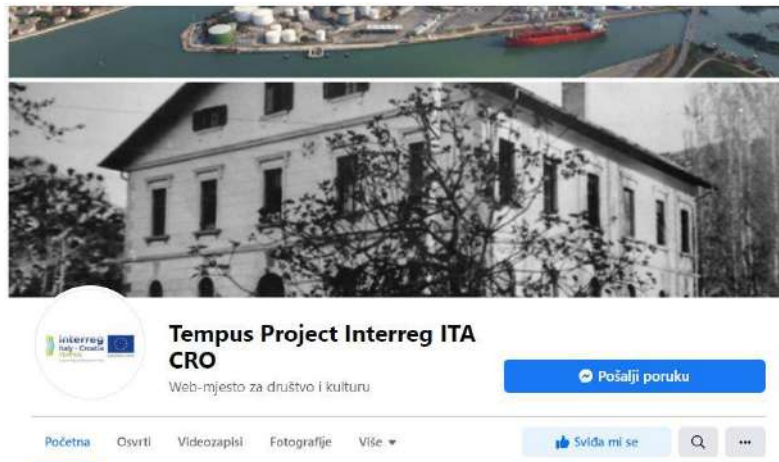 interreg
Italy - Croatia
TEMPUS
Tempus Project Interreg ITA
CRO
Web-mjesto za društvo i kulturu
Pošalji poruku
Početna Osvrti Videozapisi Fotografije Više
Sviđa mi se